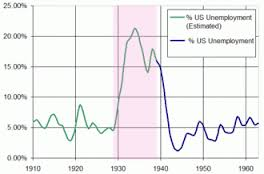 25.00%
% US Unemployment
(Estimated)
20.00%
% US Unemployment
15.00%
10.00%
5.00%
0.00%
1910 1920 1930 1940 1950 1960